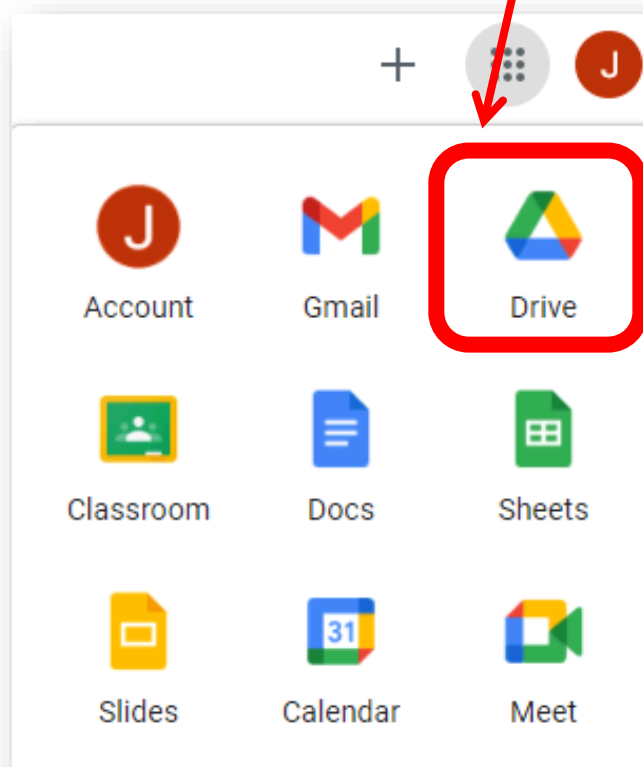 + J
J
Account Gmail Drive
Classroom Docs Sheets
31
Slides Calendar Meet